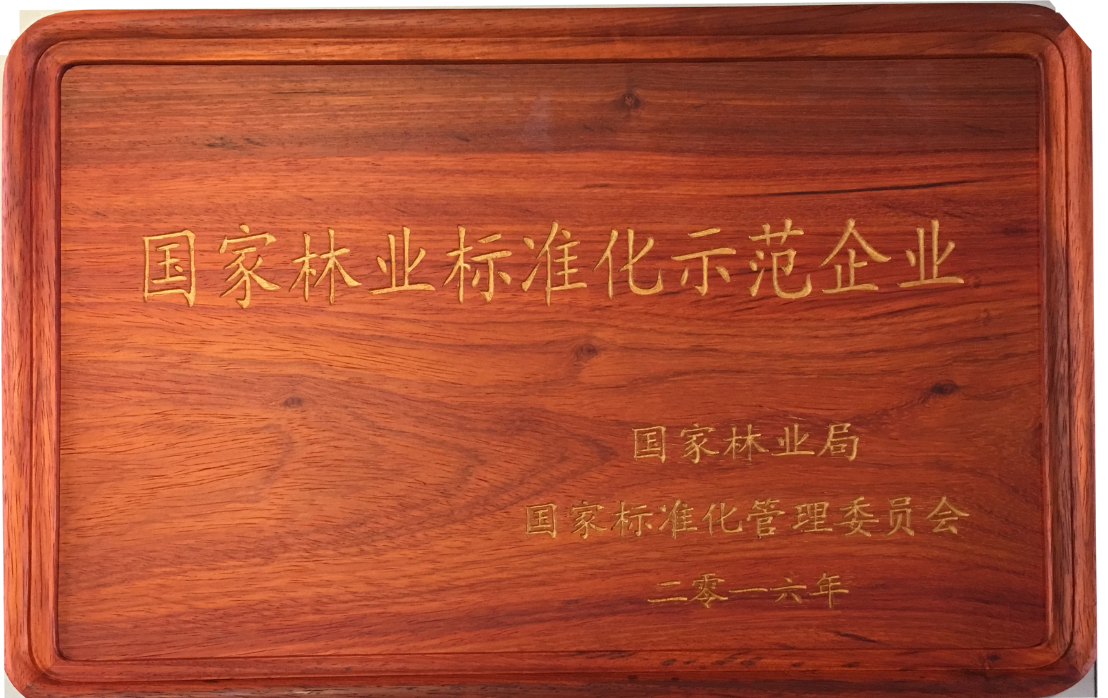 国家林业标准化示范企业
国家林业局
国家标准化管理委员会
二零一六年